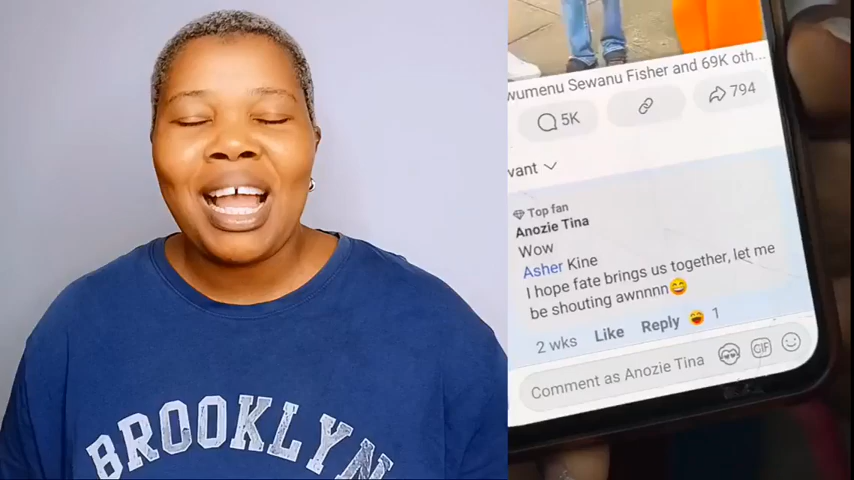 BROOKLYN
wumenu Sewanu Fisher and 69K oth...
5K
794
vant
Top fan
Anozie Tina
Wow
Asher Kine
I hope fate brings us together, let me
be shouting awnnn😂
2 wks Like Reply 1
Comment as Anozie Tina
GIF